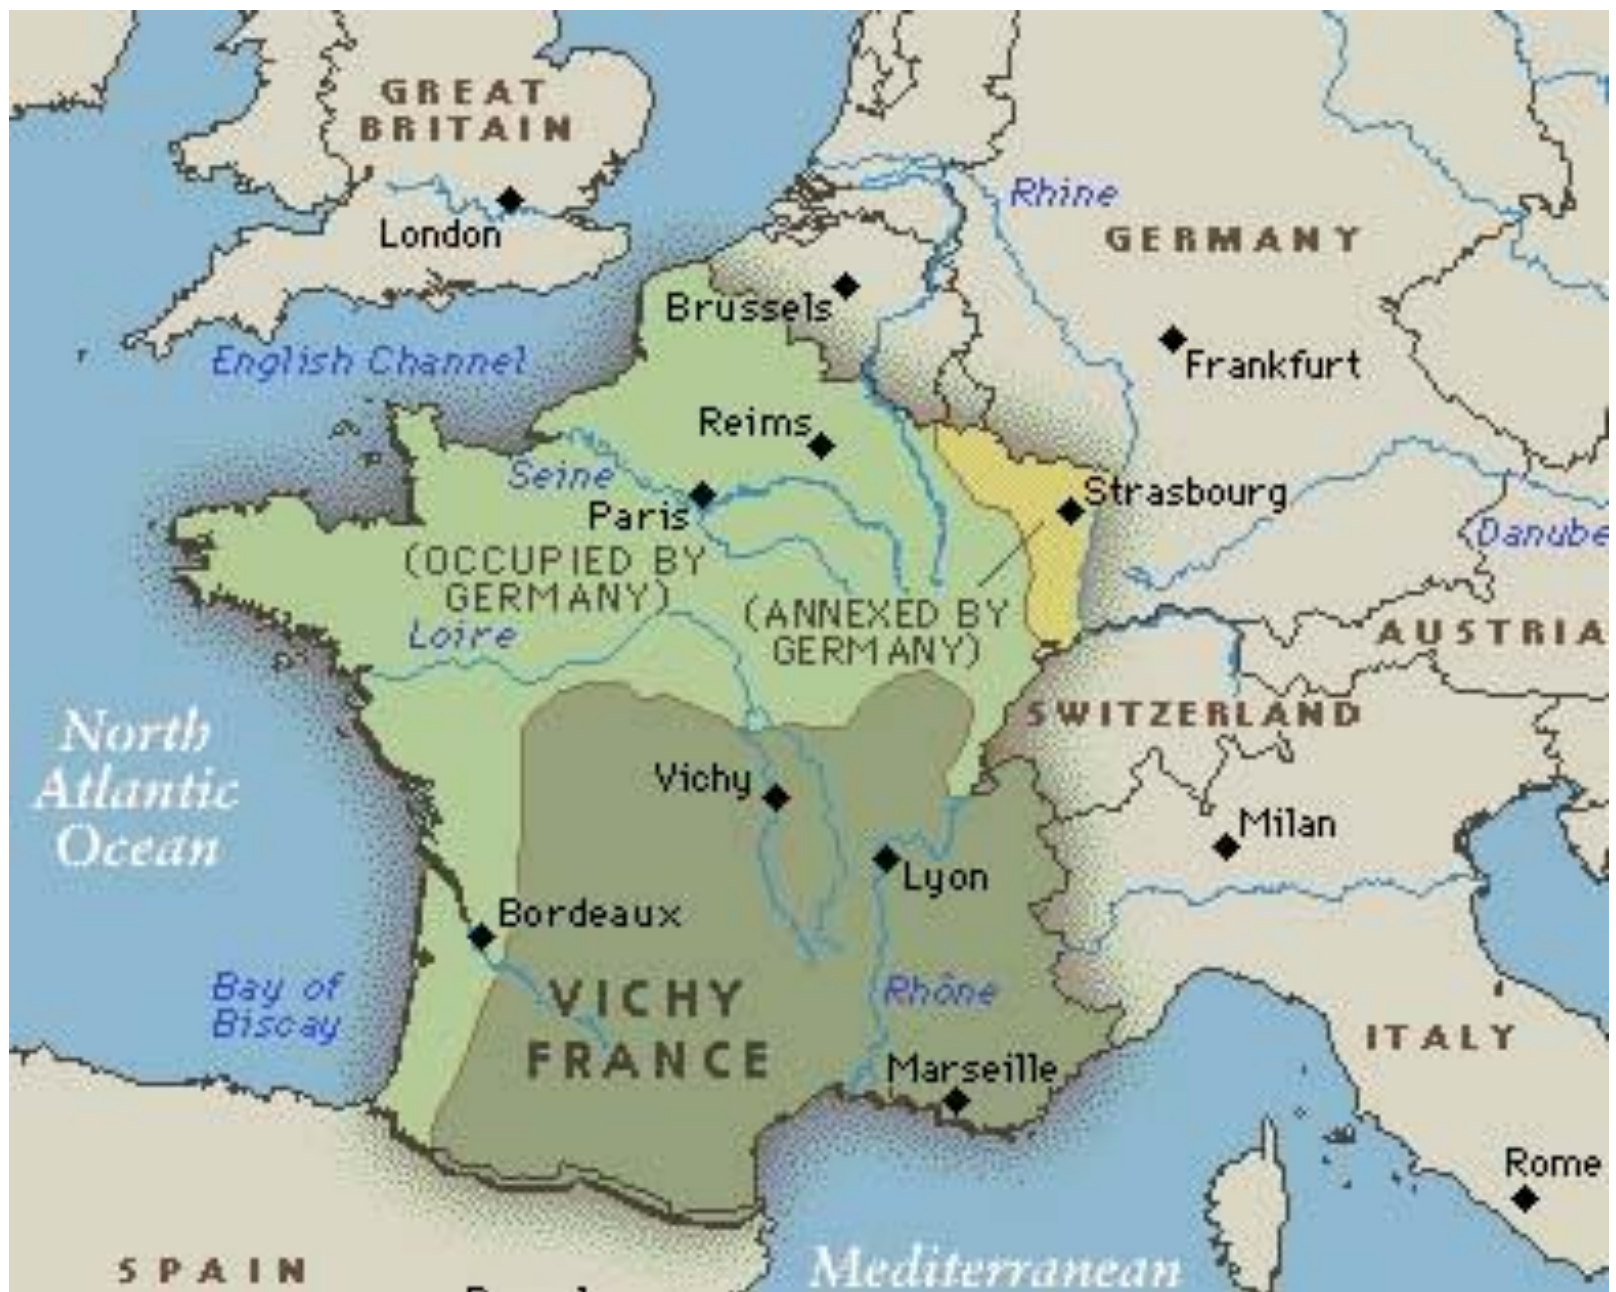 GREAT
BRITAIN
London
Rhine
GERMANY
Brussels
English Channel
Frankfurt
Reims
Seine
Strasbourg
Paris
Danube
(OCCUPIED BY
GERMANY)
(ANNEXED BY
GERMANY)
Loire
AUSTRIA
SWITZERLAND
North
Atlantic
Ocean
Vichy
Milan
Lyon
Bordeaux
Bay of
Biscay
VICHY
FRANCE
Rhône
ITALY
Marseille
Rome
SPAIN
Mediterranean